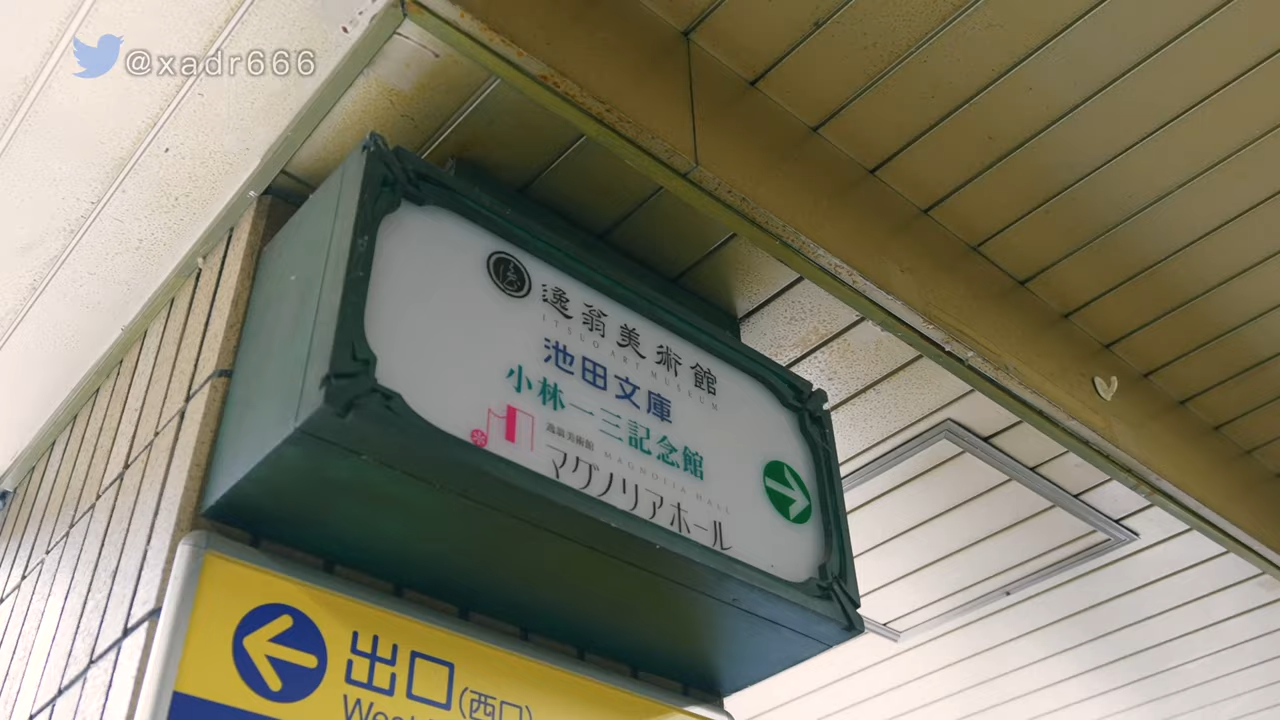 @xadr666
逸翁美術館
ITSUO ART MUSEUM
池田文庫
小林一三記念館
逸翁美術館 MAGNOLIA HALL
マグノリアホール
出口(西口)
West